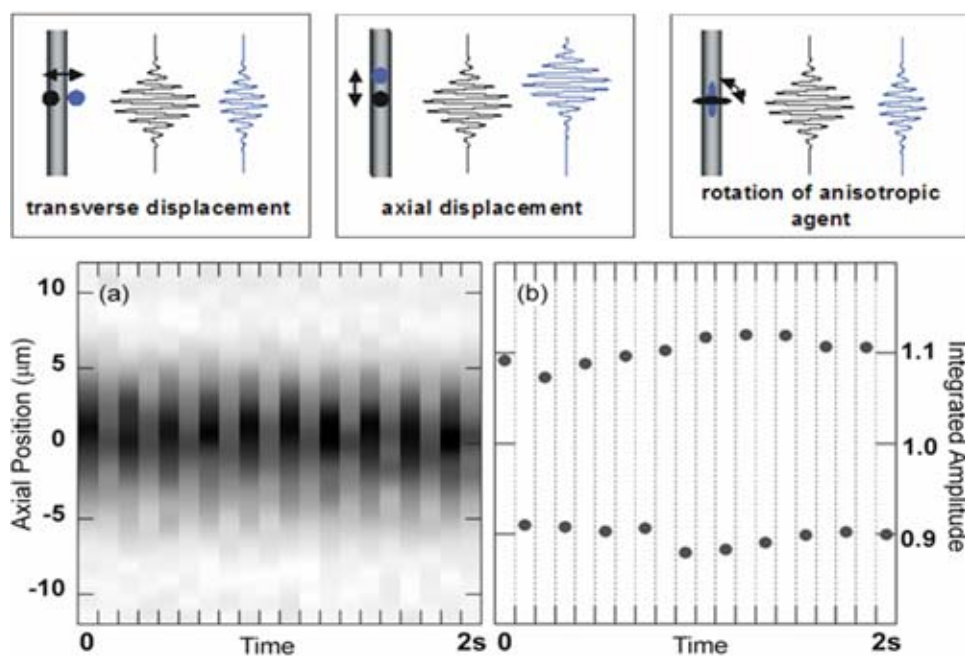 transverse displacement
axial displacement
rotation of anisotropic
agent
(a)
Axial Position (μm)
10
5
0
-5
-10
0
Time
2s
(b)
Integrated Amplitude
1.1
1.0
0.9
0
Time
2s